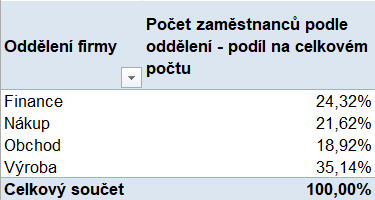 Oddělení firmy
Počet zaměstnanců podle
oddělení - podíl na celkovém
počtu
Finance 24,32%
Nákup 21,62%
Obchod 18,92%
Výroba 35,14%
Celkový součet 100,00%